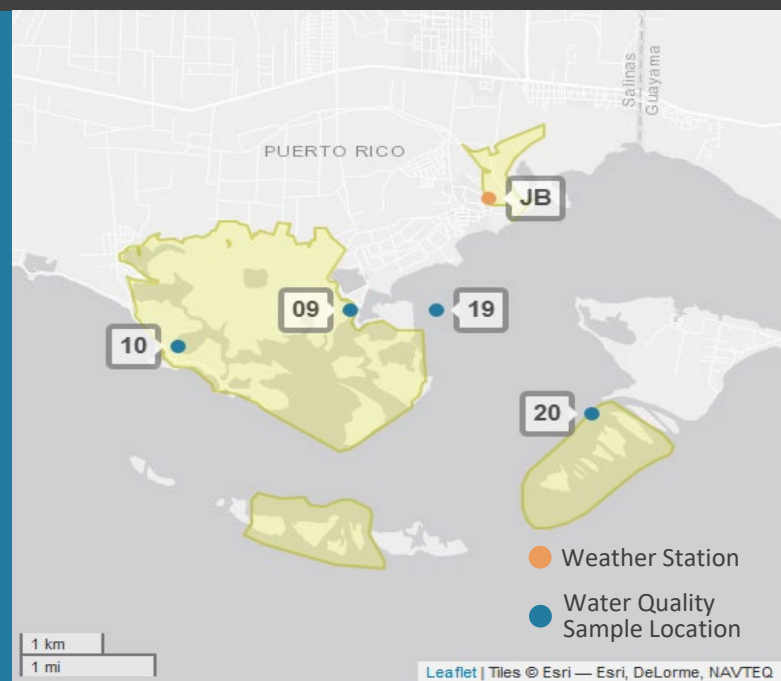 Salinas
Guayama
PUERTO RICO
JB
09
19
10
20
Weather Station
Water Quality
Sample Location
1 km
1 mi
Leaflet | Tiles © Esri — Esri, DeLorme, NAVTEQ